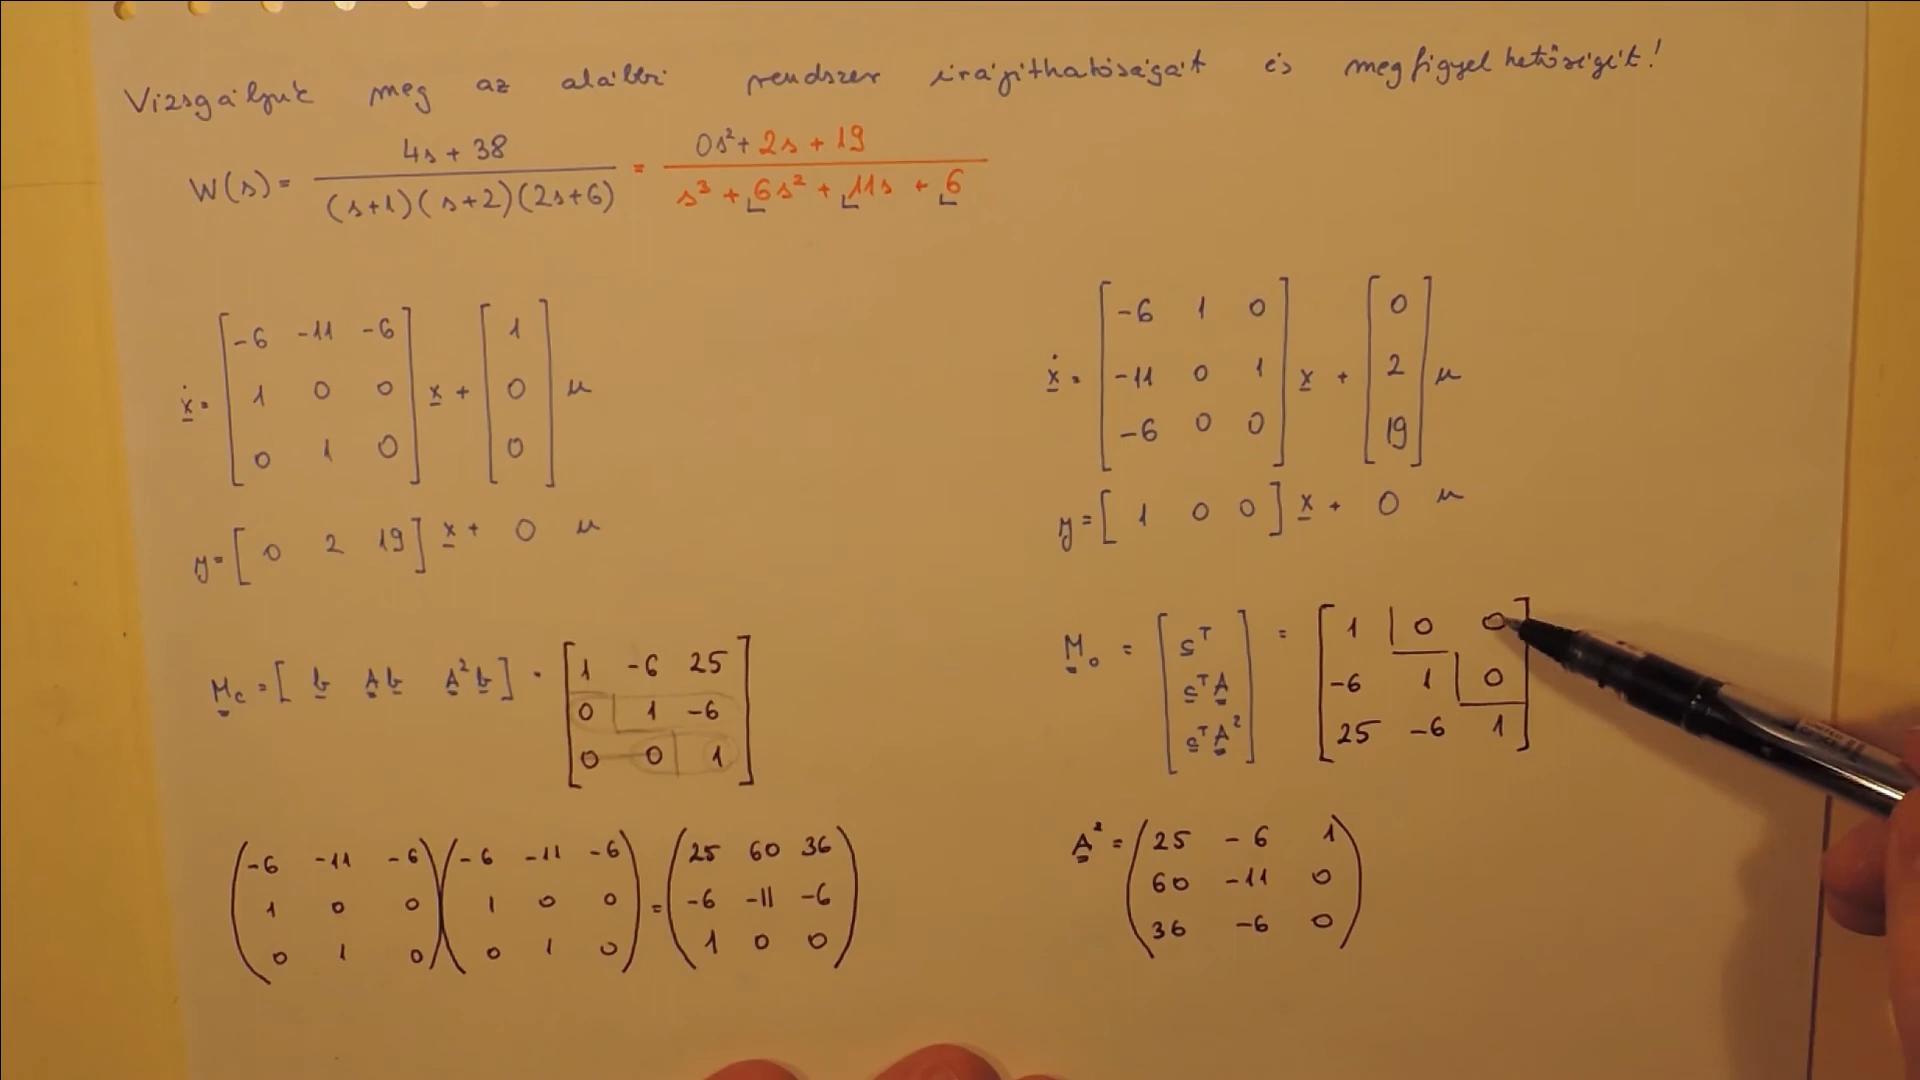 Vizsgáljuk meg az alábbi rendszer irányíthatóságát és megfigyelhetőségét!
W(s) = (4s + 38) / ((s+1)(s+2)(2s+6)) = (0s² + 2s + 19) / (s³ + 6s² + 11s + 6)
ẋ = [-6 -11 -6; 1 0 0; 0 1 0] x + [1; 0; 0] u
y = [0 2 19] x + 0 u
M_c = [b Ab A²b] = [1 -6 25; 0 1 -6; 0 0 1]
(-6 -11 -6; 1 0 0; 0 1 0) (-6 -11 -6; 1 0 0; 0 1 0) = (25 60 36; -6 -11 -6; 1 0 0)
ẋ = [-6 1 0; -11 0 1; -6 0 0] x + [0; 2; 19] u
y = [1 0 0] x + 0 u
M_o = [c^T; c^T A; c^T A²] = [1 0 0; -6 1 0; 25 -6 1]
A² = (25 -6 1; 60 -11 0; 36 -6 0)